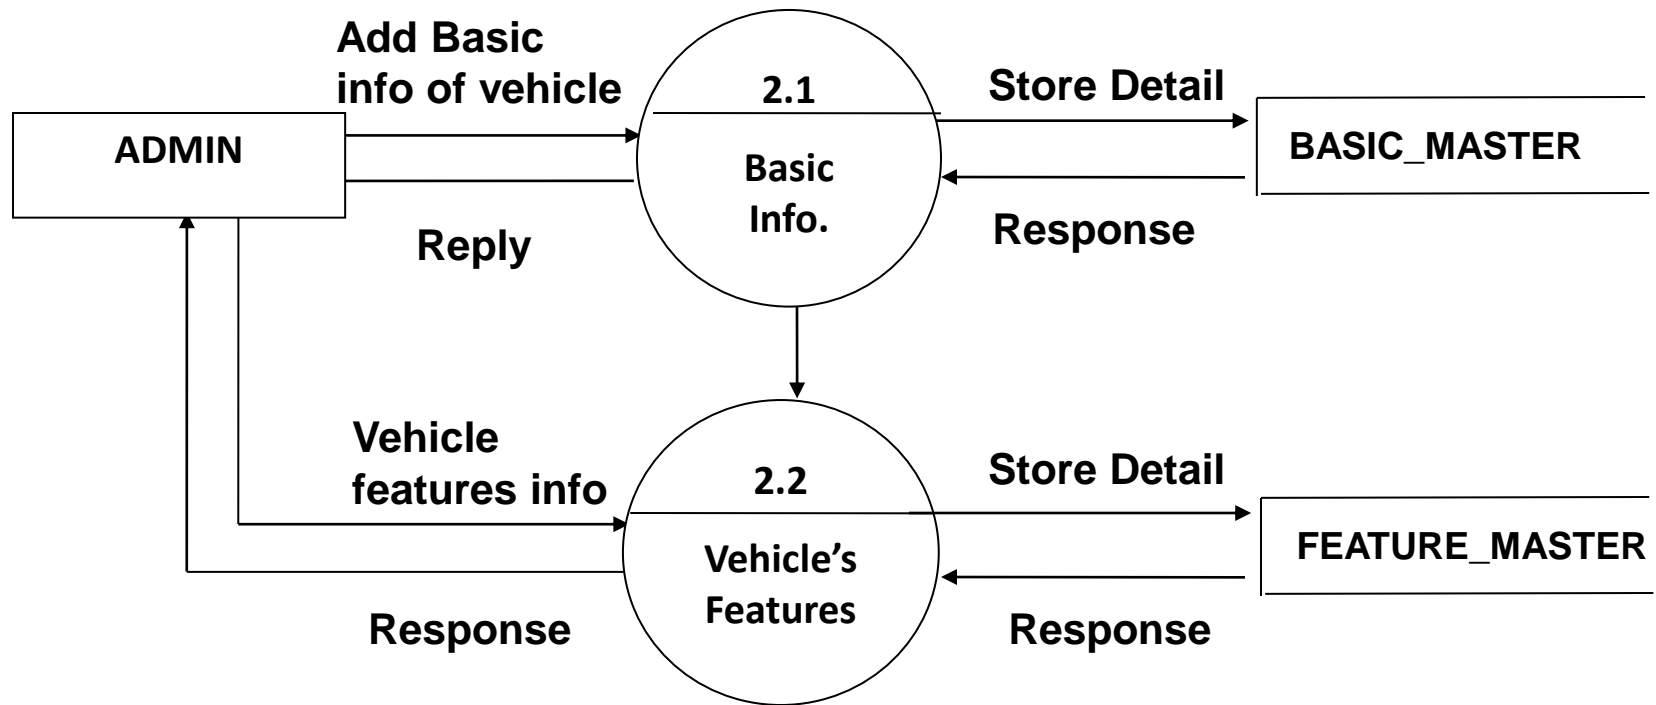 Add Basic
info of vehicle
2.1
Store Detail
ADMIN
BASIC_MASTER
Basic
Info.
Reply
Response
Vehicle
features info
2.2
Store Detail
Vehicle’s
Features
FEATURE_MASTER
Response
Response